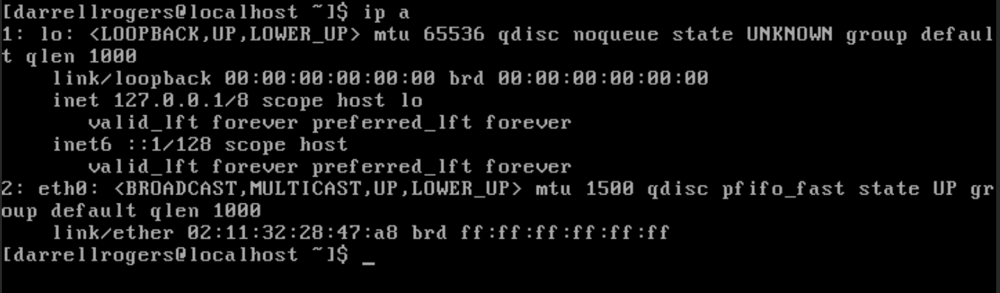 [darrellrogers@localhost ~]$ ip a
1: lo: <LOOPBACK,UP,LOWER_UP> mtu 65536 qdisc noqueue state UNKNOWN group defaul
t qlen 1000
    link/loopback 00:00:00:00:00:00 brd 00:00:00:00:00:00
    inet 127.0.0.1/8 scope host lo
       valid_lft forever preferred_lft forever
    inet6 ::1/128 scope host
       valid_lft forever preferred_lft forever
2: eth0: <BROADCAST,MULTICAST,UP,LOWER_UP> mtu 1500 qdisc pfifo_fast state UP gr
oup default qlen 1000
    link/ether 02:11:32:28:47:a8 brd ff:ff:ff:ff:ff:ff
[darrellrogers@localhost ~]$ _